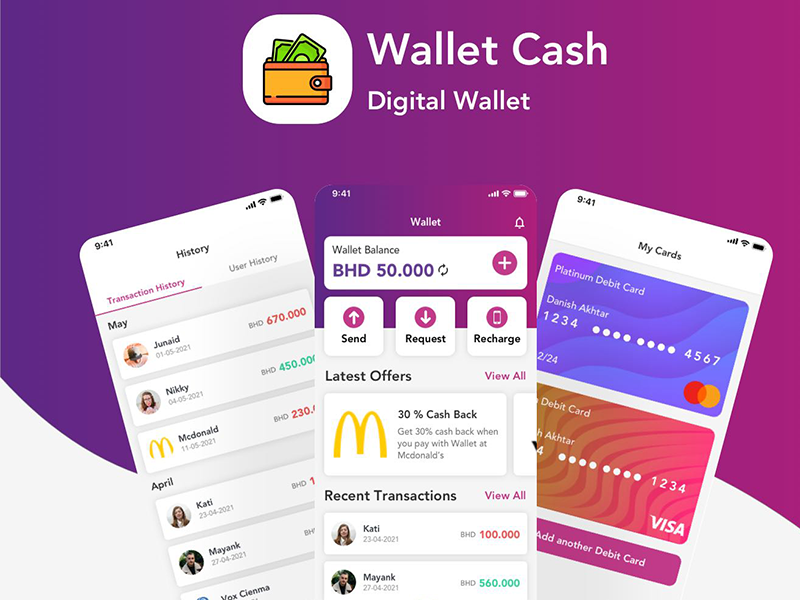 Wallet Cash
Digital Wallet
9:41
History
Transaction History
User History
May
Junaid
01-05-2021
BHD 670.000
Nikky
04-05-2021
BHD 450.000
Mcdonald
11-05-2021
BHD 230.0
April
Kati
23-04-2021
BHD 1
Mayank
27-04-2021
BHD
Vox Cienma
9:41
Wallet
Wallet Balance
BHD 50.000
Send
Request
Recharge
Latest Offers
View All
30 % Cash Back
Get 30% cash back when
you pay with Wallet at
Mcdonald's
Recent Transactions
View All
Kati
23-04-2021
BHD 100.000
Mayank
27-04-2021
BHD 560.000
9:41
My Cards
Platinum Debit Card
Danish Akhtar
1234
4567
2/24
Debit Card
Akhtar
1234
VISA
Add another Debit Card